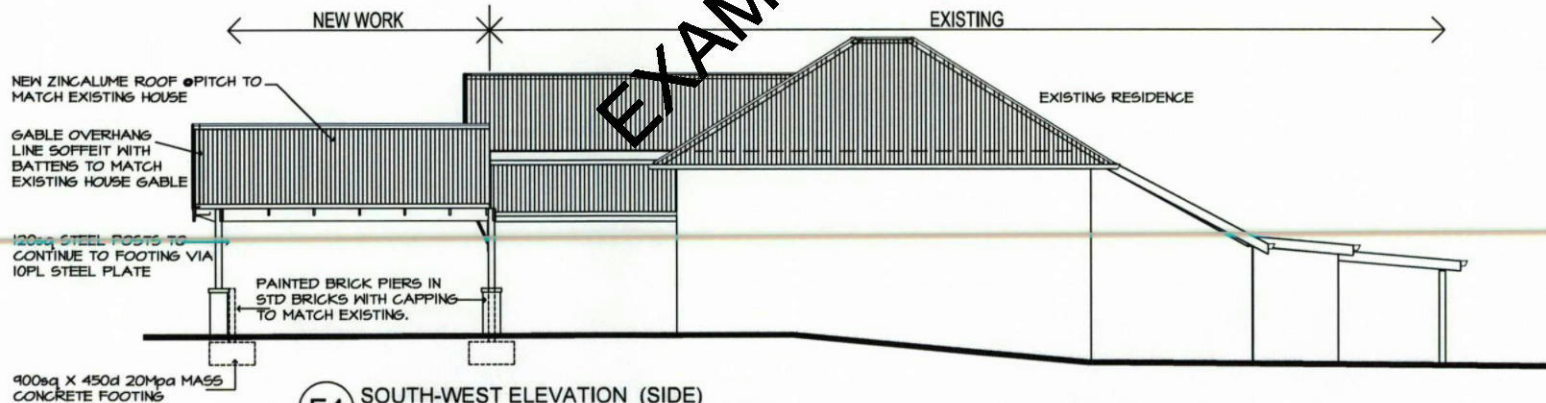 NEW WORK
EXISTING
NEW ZINCALUME ROOF @PITCH TO
MATCH EXISTING HOUSE
EXISTING RESIDENCE
GABLE OVERHANG
LINE SOFFEIT WITH
BATTENS TO MATCH
EXISTING HOUSE GABLE
120sq STEEL POSTS TO
CONTINUE TO FOOTING VIA
10PL STEEL PLATE
PAINTED BRICK PIERS IN
STD BRICKS WITH CAPPING
TO MATCH EXISTING.
900sq X 450d 20Mpa MASS
CONCRETE FOOTING
SOUTH-WEST ELEVATION (SIDE)